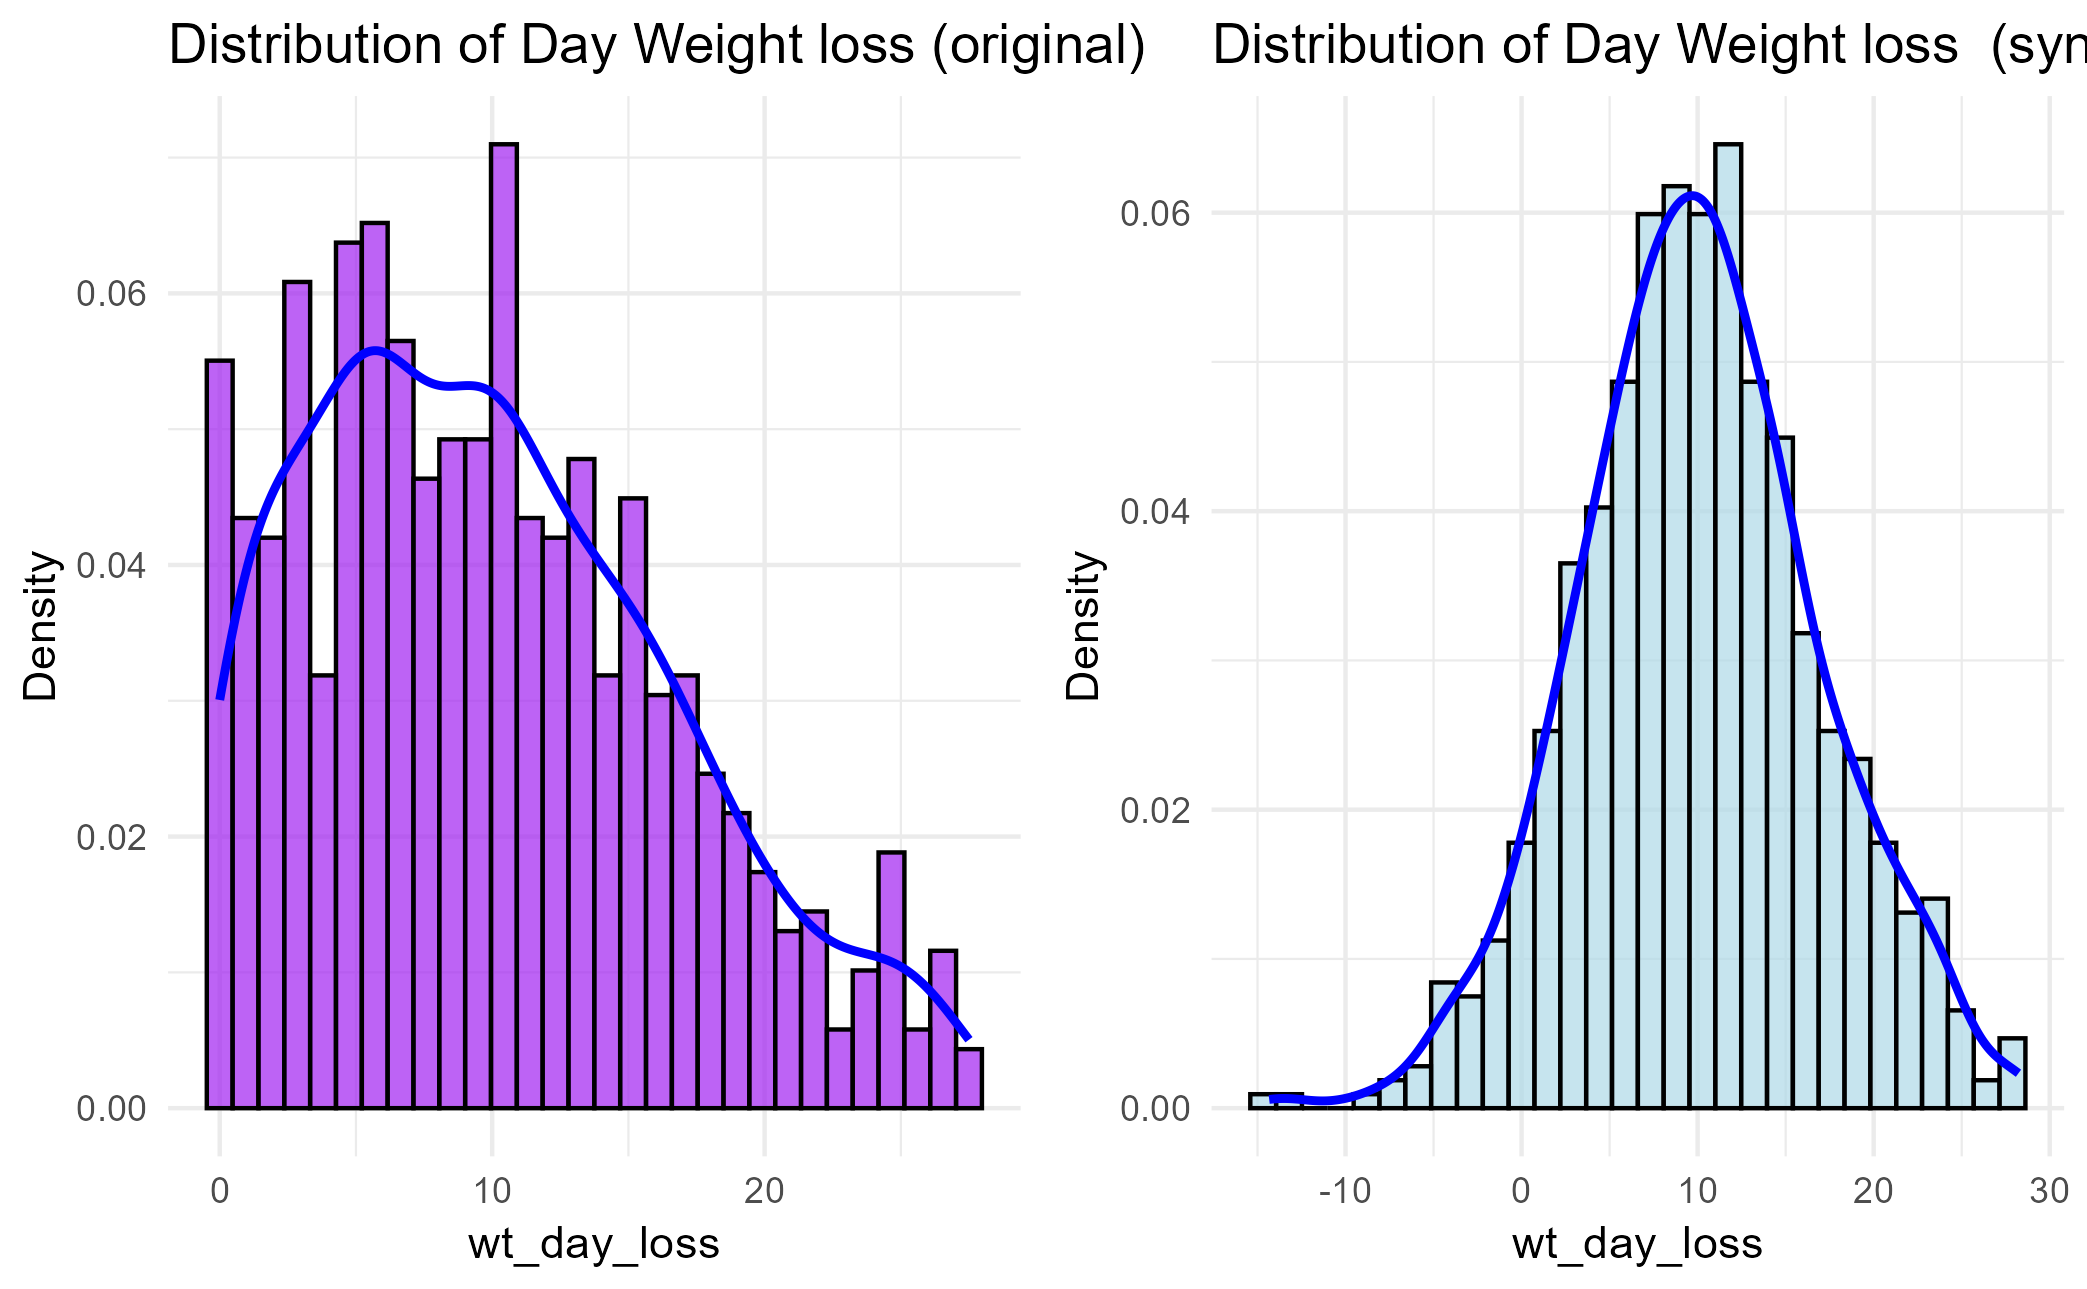 Distribution of Day Weight loss (original)
Density
0.06
0.04
0.02
0.00
0
10
20
wt_day_loss
Distribution of Day Weight loss  (syn
Density
0.06
0.04
0.02
0.00
-10
0
10
20
30
wt_day_loss